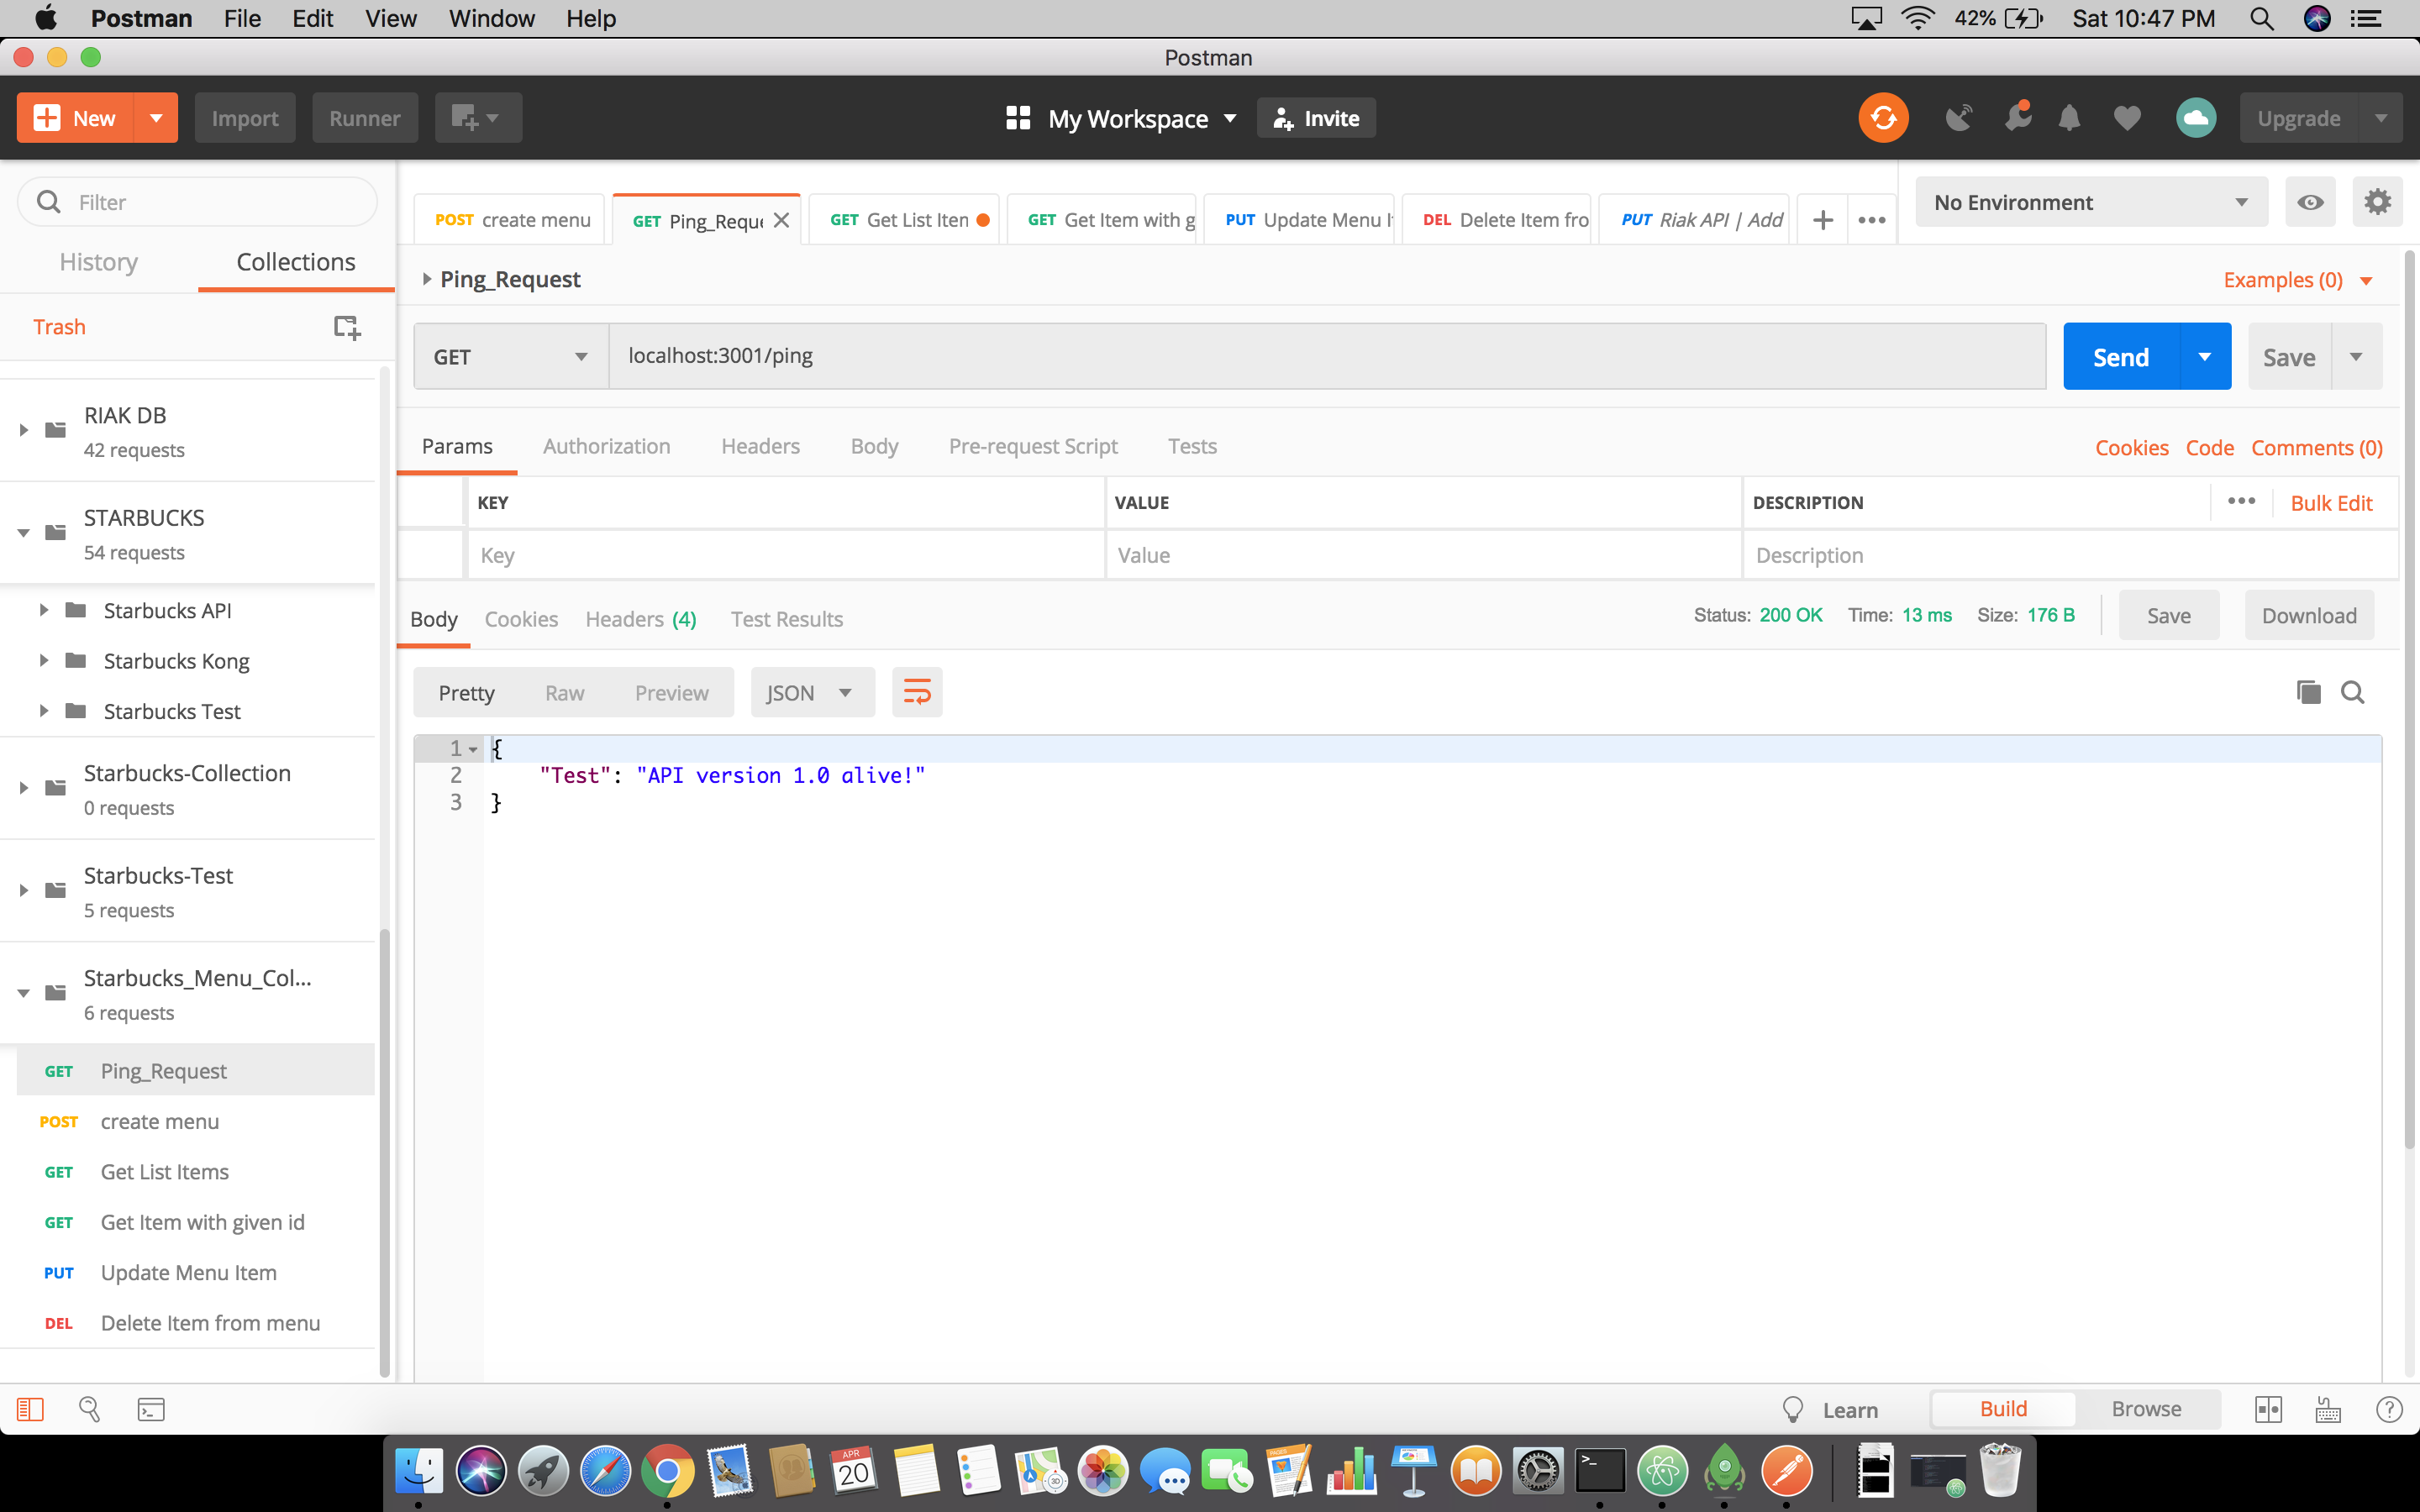 Postman File Edit View Window Help 42% Sat 10:47 PM
Postman
New Import Runner My Workspace Invite Upgrade
Filter
History Collections
Trash
RIAK DB
42 requests
STARBUCKS
54 requests
Starbucks API
Starbucks Kong
Starbucks Test
Starbucks-Collection
0 requests
Starbucks-Test
5 requests
Starbucks_Menu_Col...
6 requests
GET Ping_Request
POST create menu
GET Get List Items
GET Get Item with given id
PUT Update Menu Item
DEL Delete Item from menu
POST create menu GET Ping_Reque GET Get List Iten GET Get Item with g PUT Update Menu I DEL Delete Item fro PUT Riak API | Add No Environment
Ping_Request Examples (0)
GET localhost:3001/ping Send Save
Params Authorization Headers Body Pre-request Script Tests Cookies Code Comments (0)
KEY VALUE DESCRIPTION Bulk Edit
Key Value Description
Body Cookies Headers (4) Test Results Status: 200 OK Time: 13 ms Size: 176 B Save Download
Pretty Raw Preview JSON
1 {
2 "Test": "API version 1.0 alive!"
3 }
Learn Build Browse
APR
20
PAGES
3D